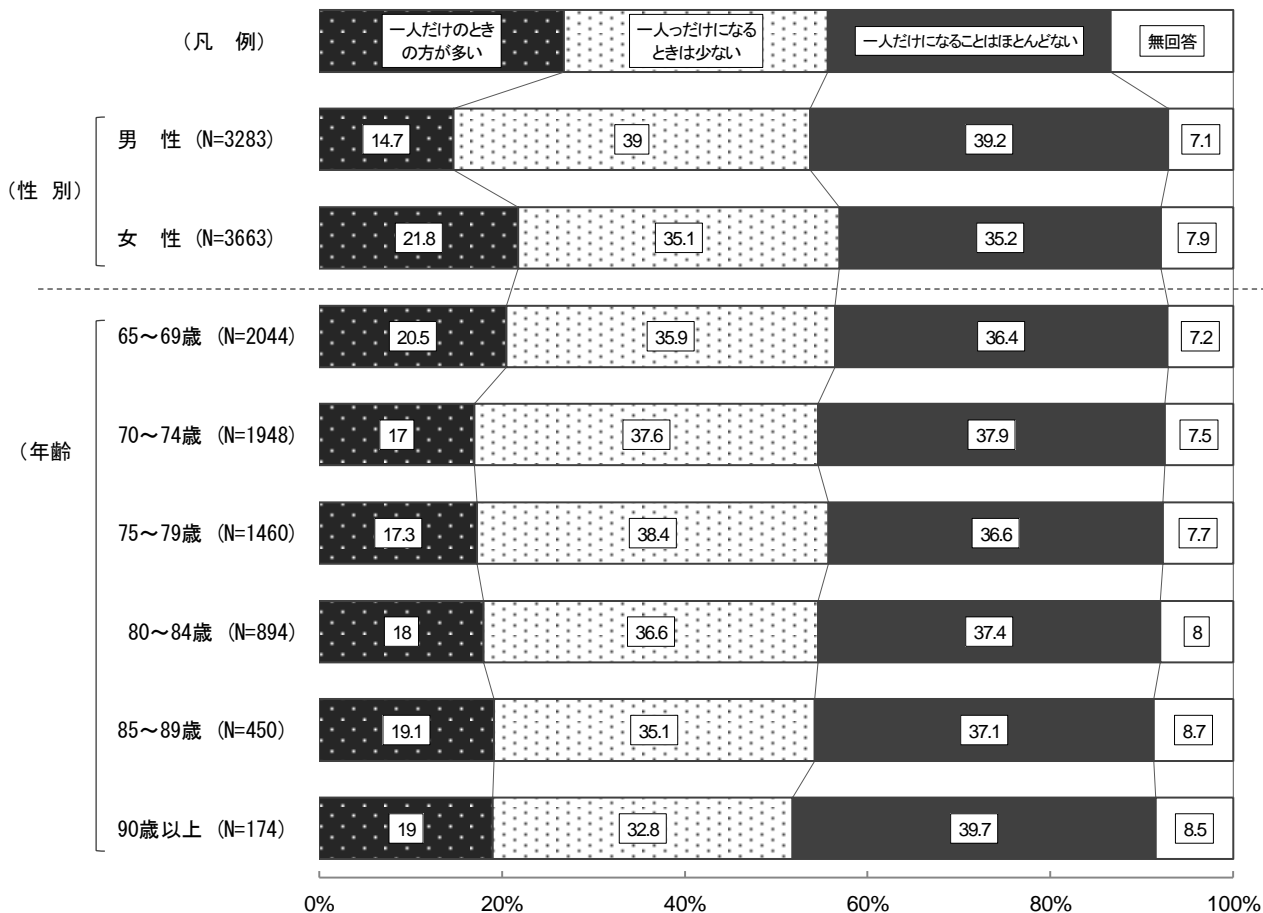 （凡　例）
一人だけのとき
の方が多い
一人っだけになる
ときは少ない
一人だけになることはほとんどない
無回答
（性 別）
男　性 (N=3283)
14.7
39
39.2
7.1
女　性 (N=3663)
21.8
35.1
35.2
7.9
（年齢
65～69歳 (N=2044)
20.5
35.9
36.4
7.2
70～74歳 (N=1948)
17
37.6
37.9
7.5
75～79歳 (N=1460)
17.3
38.4
36.6
7.7
80～84歳 (N=894)
18
36.6
37.4
8
85～89歳 (N=450)
19.1
35.1
37.1
8.7
90歳以上 (N=174)
19
32.8
39.7
8.5
0%
20%
40%
60%
80%
100%